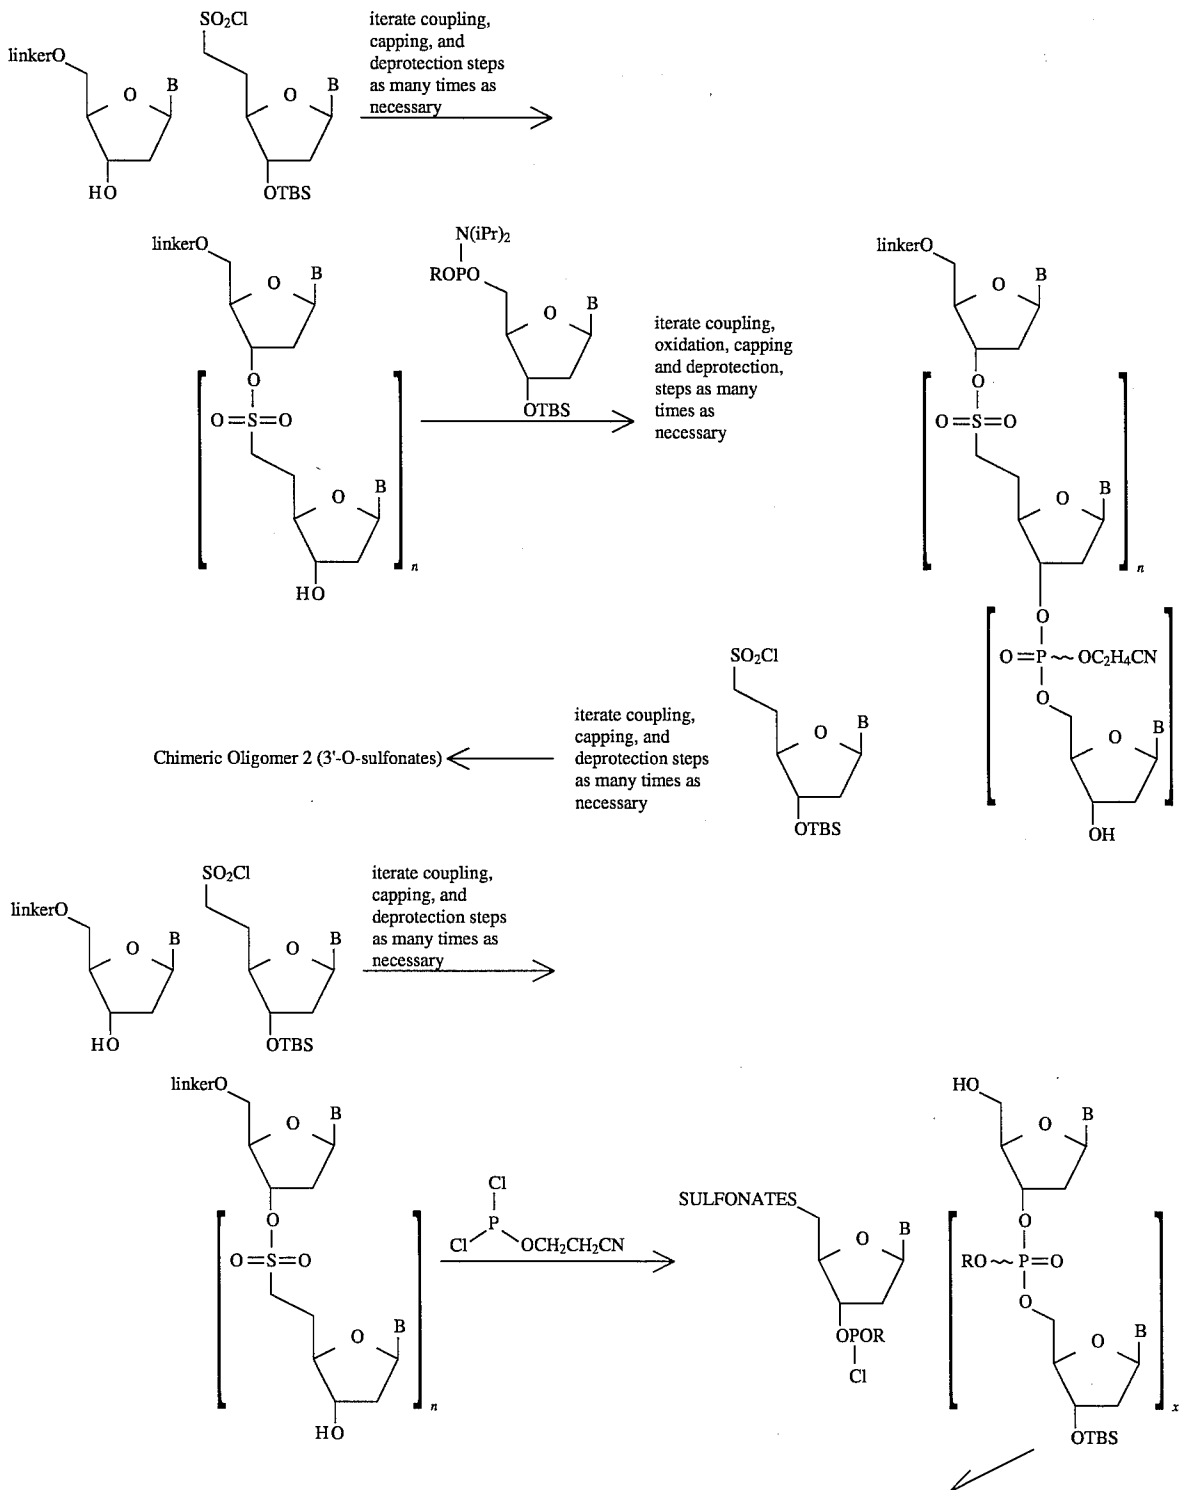 SO2Cl
linkerO
O B
O B
HO
OTBS
iterate coupling,
capping, and
deprotection steps
as many times as
necessary
linkerO
O B
O
O=S=O
O B
HO
n
N(iPr)2
ROPO
O B
OTBS
iterate coupling,
oxidation, capping
and deprotection,
steps as many
times as
necessary
linkerO
O B
O
O=S=O
O B
n
O
O=P OC2H4CN
O
O B
OH
SO2Cl
O B
OTBS
iterate coupling,
capping, and
deprotection steps
as many times as
necessary
Chimeric Oligomer 2 (3'-O-sulfonates)
SO2Cl
linkerO
O B
O B
HO
OTBS
iterate coupling,
capping, and
deprotection steps
as many times as
necessary
linkerO
O B
O
O=S=O
O B
HO
n
Cl
P
Cl OCH2CH2CN
SULFONATES
O B
OPOR
Cl
HO
O B
O
RO P=O
O
O B
OTBS
x